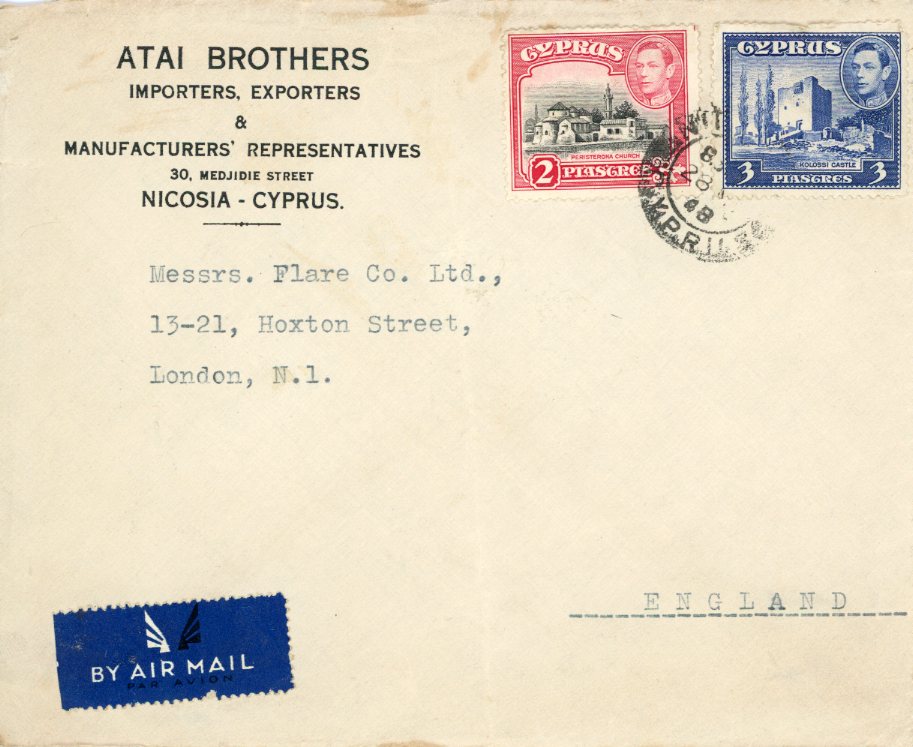 ATAI BROTHERS
IMPORTERS, EXPORTERS
&
MANUFACTURERS' REPRESENTATIVES
30, MEDJIDIE STREET
NICOSIA - CYPRUS.
CYPRUS
PERISTERONA CHURCH
2 PIASTRES
CYPRUS
KOLOSSI CASTLE
3 PIASTRES 3
28
48
Messrs. Flare Co. Ltd.,
13-21, Hoxton Street,
London, N.1.
ENGLAND
BY AIR MAIL
PAR AVION